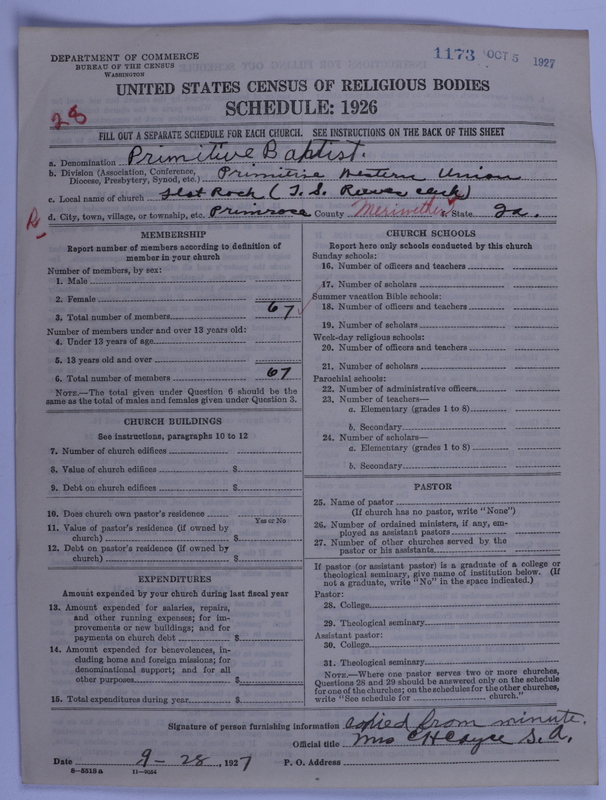 DEPARTMENT OF COMMERCE
BUREAU OF THE CENSUS
WASHINGTON
1173 OCT 5 1927
UNITED STATES CENSUS OF RELIGIOUS BODIES
SCHEDULE: 1926
28
FILL OUT A SEPARATE SCHEDULE FOR EACH CHURCH. SEE INSTRUCTIONS ON THE BACK OF THIS SHEET
a. Denomination Primitive Baptist.
b. Division (Association, Conference, Diocese, Presbytery, Synod, etc.) Primitive Western Union
c. Local name of church Slat Rock (J. S. Reeves clerk)
R
d. City, town, village, or township, etc. Primrose County Meriwether State Ga.
MEMBERSHIP
Report number of members according to definition of
member in your church
Number of members, by sex:
1. Male
2. Female
3. Total number of members 67
Number of members under and over 13 years old:
4. Under 13 years of age
5. 13 years old and over
6. Total number of members 67
NOTE.—The total given under Question 6 should be the
same as the total of males and females given under Question 3.
CHURCH BUILDINGS
See instructions, paragraphs 10 to 12
7. Number of church edifices
8. Value of church edifices $
9. Debt on church edifices $
10. Does church own pastor's residence
Yes or No
11. Value of pastor's residence (if owned by
church) $
12. Debt on pastor's residence (if owned by
church) $
EXPENDITURES
Amount expended by your church during last fiscal year
13. Amount expended for salaries, repairs,
and other running expenses; for im-
provements or new buildings; and for
payments on church debt $
14. Amount expended for benevolences, in-
cluding home and foreign missions; for
denominational support; and for all
other purposes $
15. Total expenditures during year $
CHURCH SCHOOLS
Report here only schools conducted by this church
Sunday schools:
16. Number of officers and teachers
17. Number of scholars
Summer vacation Bible schools:
18. Number of officers and teachers
19. Number of scholars
Week-day religious schools:
20. Number of officers and teachers
21. Number of scholars
Parochial schools:
22. Number of administrative officers
23. Number of teachers—
a. Elementary (grades 1 to 8)
b. Secondary
24. Number of scholars—
a. Elementary (grades 1 to 8)
b. Secondary
PASTOR
25. Name of pastor
(If church has no pastor, write "None")
26. Number of ordained ministers, if any, em-
ployed as assistant pastors
27. Number of other churches served by the
pastor or his assistants
If pastor (or assistant pastor) is a graduate of a college or
theological seminary, give name of institution below. (If
not a graduate, write "No" in the space indicated.)
Pastor:
28. College
29. Theological seminary
Assistant pastor:
30. College
31. Theological seminary
NOTE.—Where one pastor serves two or more churches,
Questions 28 and 29 should be answered only on the schedule
for one of the churches; on the schedules for the other churches,
write "See schedule for church."
Signature of person furnishing information copied from minute.
Official title Mrs C H Cayce S. A.
Date 9-28, 1927 P. O. Address
8-5518a 11-9054